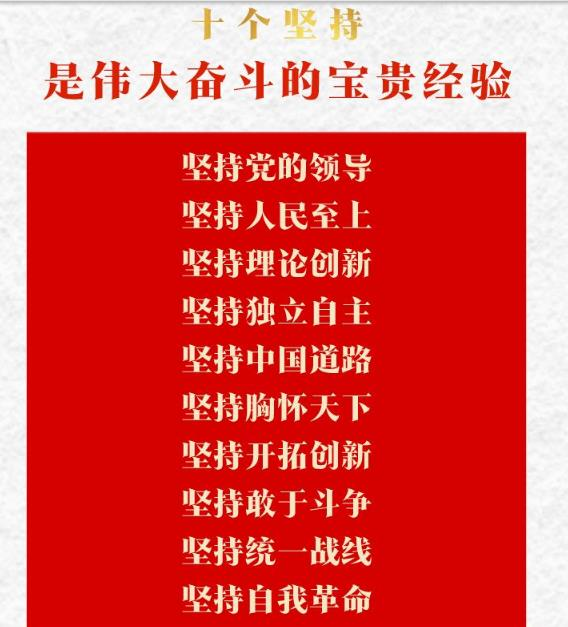 十个坚持
是伟大奋斗的宝贵经验
坚持党的领导
坚持人民至上
坚持理论创新
坚持独立自主
坚持中国道路
坚持胸怀天下
坚持开拓创新
坚持敢于斗争
坚持统一战线
坚持自我革命